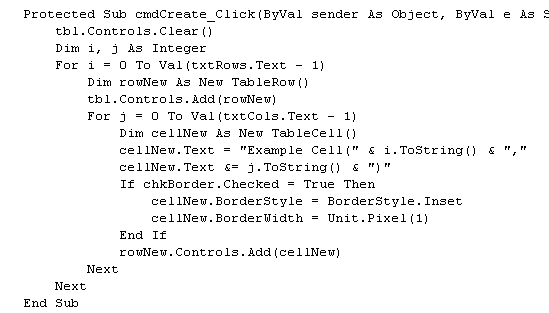 Protected Sub cmdCreate_Click(ByVal sender As Object, ByVal e As S
tbl.Controls.Clear()
Dim i, j As Integer
For i = 0 To Val(txtRows.Text - 1)
Dim rowNew As New TableRow()
tbl.Controls.Add(rowNew)
For j = 0 To Val(txtCols.Text - 1)
Dim cellNew As New TableCell()
cellNew.Text = "Example Cell(" & i.ToString() & ","
cellNew.Text &= j.ToString() & ")"
If chkBorder.Checked = True Then
cellNew.BorderStyle = BorderStyle.Inset
cellNew.BorderWidth = Unit.Pixel(1)
End If
rowNew.Controls.Add(cellNew)
Next
Next
End Sub